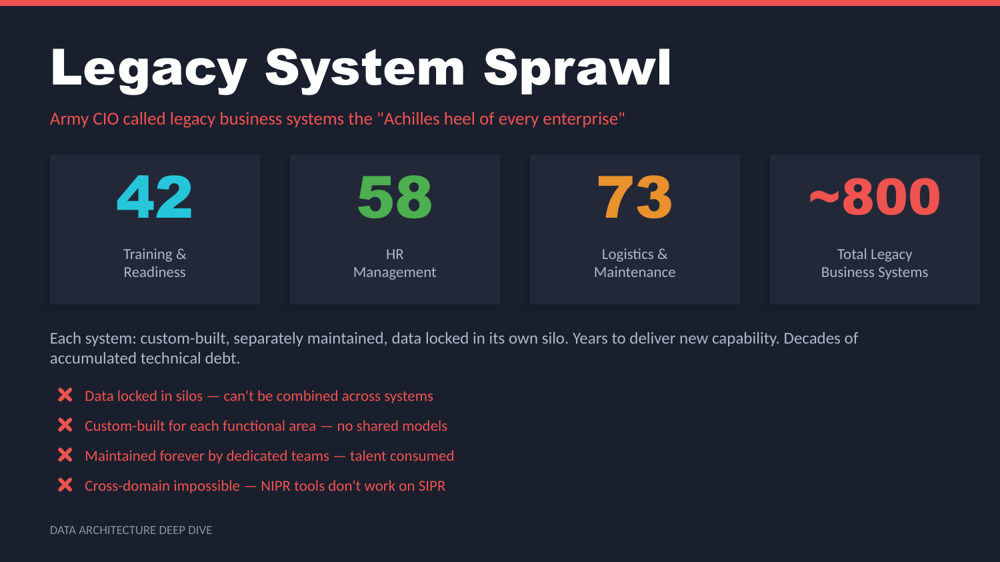 Legacy System Sprawl
Army CIO called legacy business systems the "Achilles heel of every enterprise"
42
Training &
Readiness
58
HR
Management
73
Logistics &
Maintenance
~800
Total Legacy
Business Systems
Each system: custom-built, separately maintained, data locked in its own silo. Years to deliver new capability. Decades of
accumulated technical debt.
Data locked in silos — can't be combined across systems
Custom-built for each functional area — no shared models
Maintained forever by dedicated teams — talent consumed
Cross-domain impossible — NIPR tools don't work on SIPR
DATA ARCHITECTURE DEEP DIVE